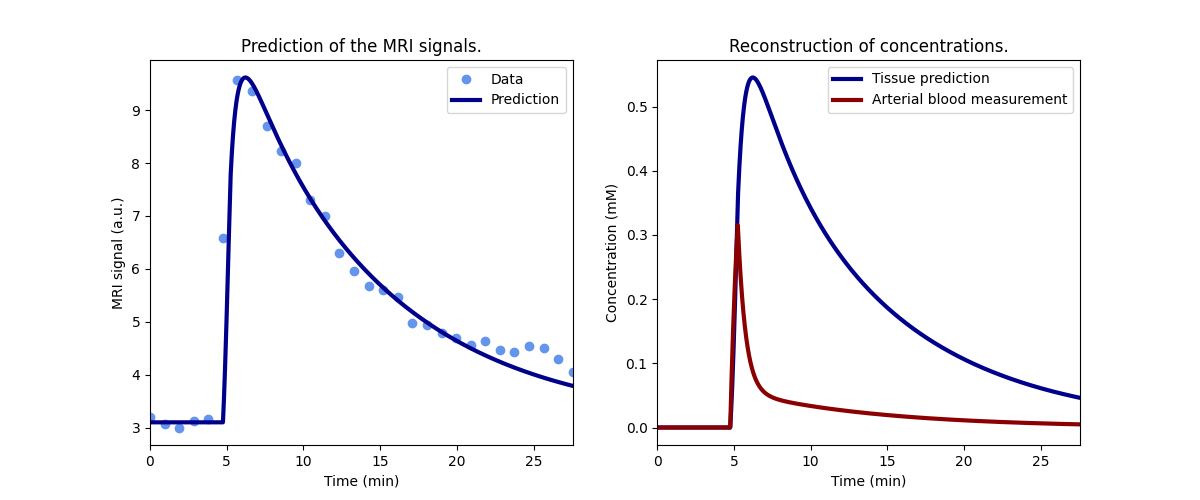 Prediction of the MRI signals.
MRI signal (a.u.)
9
8
7
6
5
4
3
0
5
10
15
20
25
Time (min)
Data
Prediction
Reconstruction of concentrations.
Concentration (mM)
0.5
0.4
0.3
0.2
0.1
0.0
0
5
10
15
20
25
Time (min)
Tissue prediction
Arterial blood measurement